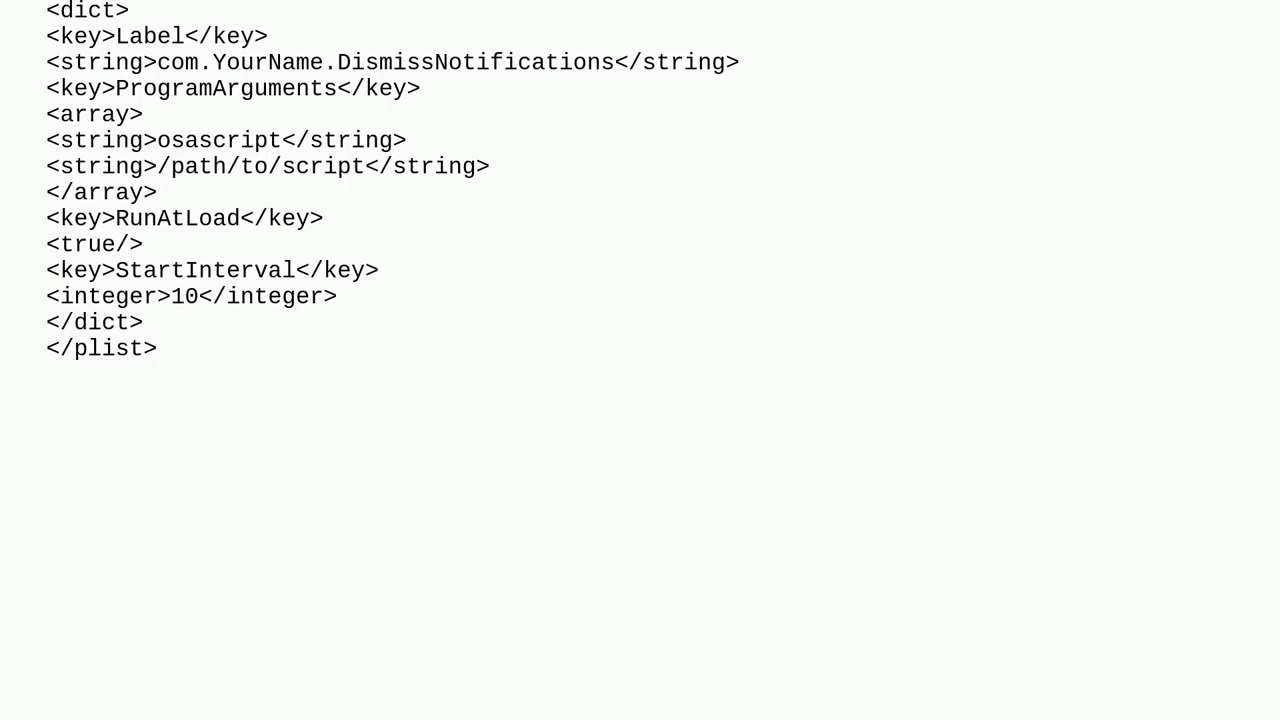 <dict>
<key>Label</key>
<string>com.YourName.DismissNotifications</string>
<key>ProgramArguments</key>
<array>
<string>osascript</string>
<string>/path/to/script</string>
</array>
<key>RunAtLoad</key>
<true/>
<key>StartInterval</key>
<integer>10</integer>
</dict>
</plist>